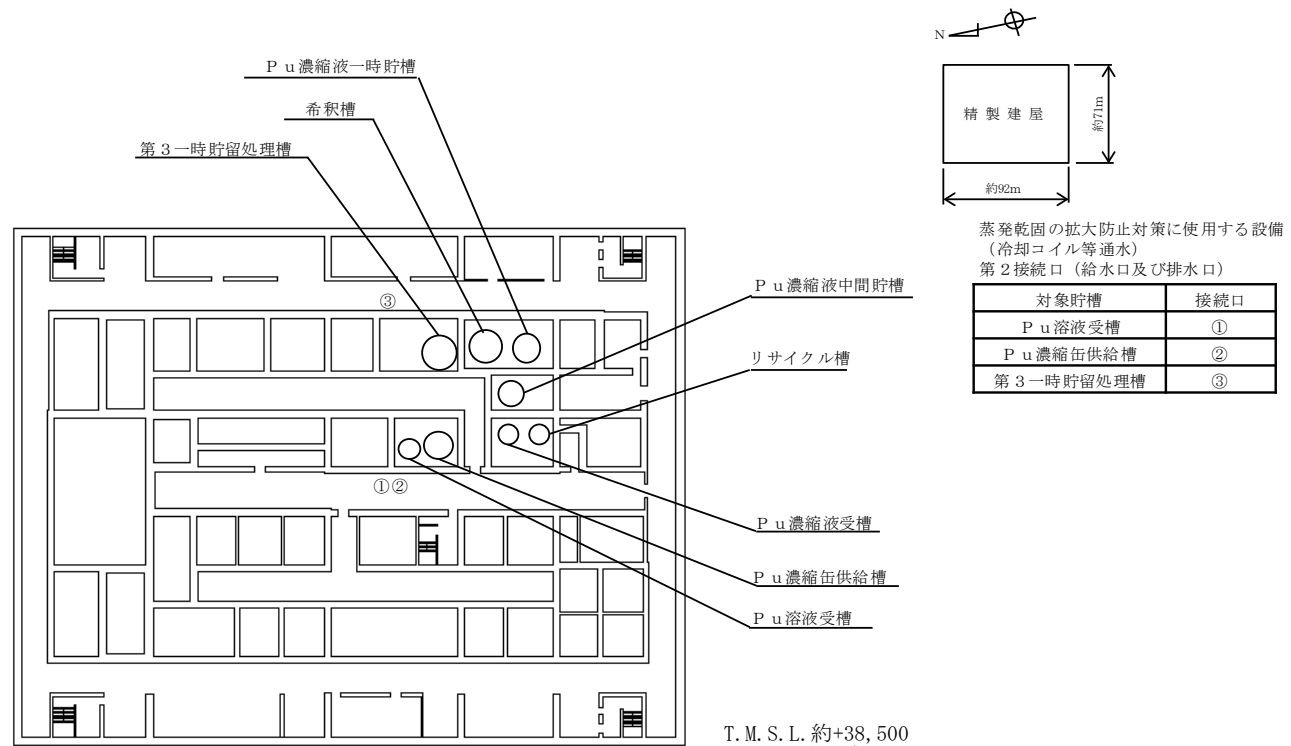 Ｐｕ濃縮液一時貯槽
希釈槽
第３一時貯留処理槽
③
①②
Ｐｕ濃縮液中間貯槽
リサイクル槽
Ｐｕ濃縮液受槽
Ｐｕ濃縮缶供給槽
Ｐｕ溶液受槽
T.M.S.L.約+38,500
N
精製建屋
約71m
約92m
蒸発乾固の拡大防止対策に使用する設備
（冷却コイル等通水）
第２接続口（給水口及び排水口）
対象貯槽 接続口
Ｐｕ溶液受槽 ①
Ｐｕ濃縮缶供給槽 ②
第３一時貯留処理槽 ③